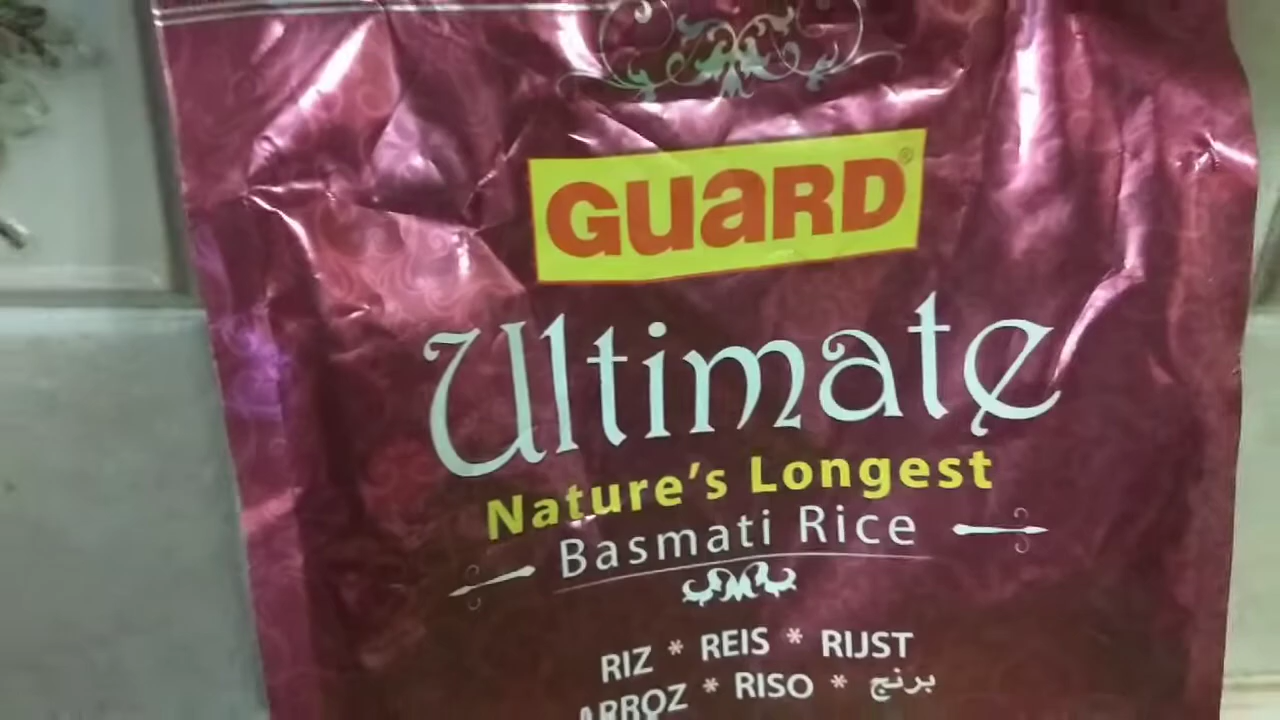 GUARD®
Ultimate
Nature's Longest
Basmati Rice
RIZ * REIS * RIJST
ARROZ * RISO * برنج